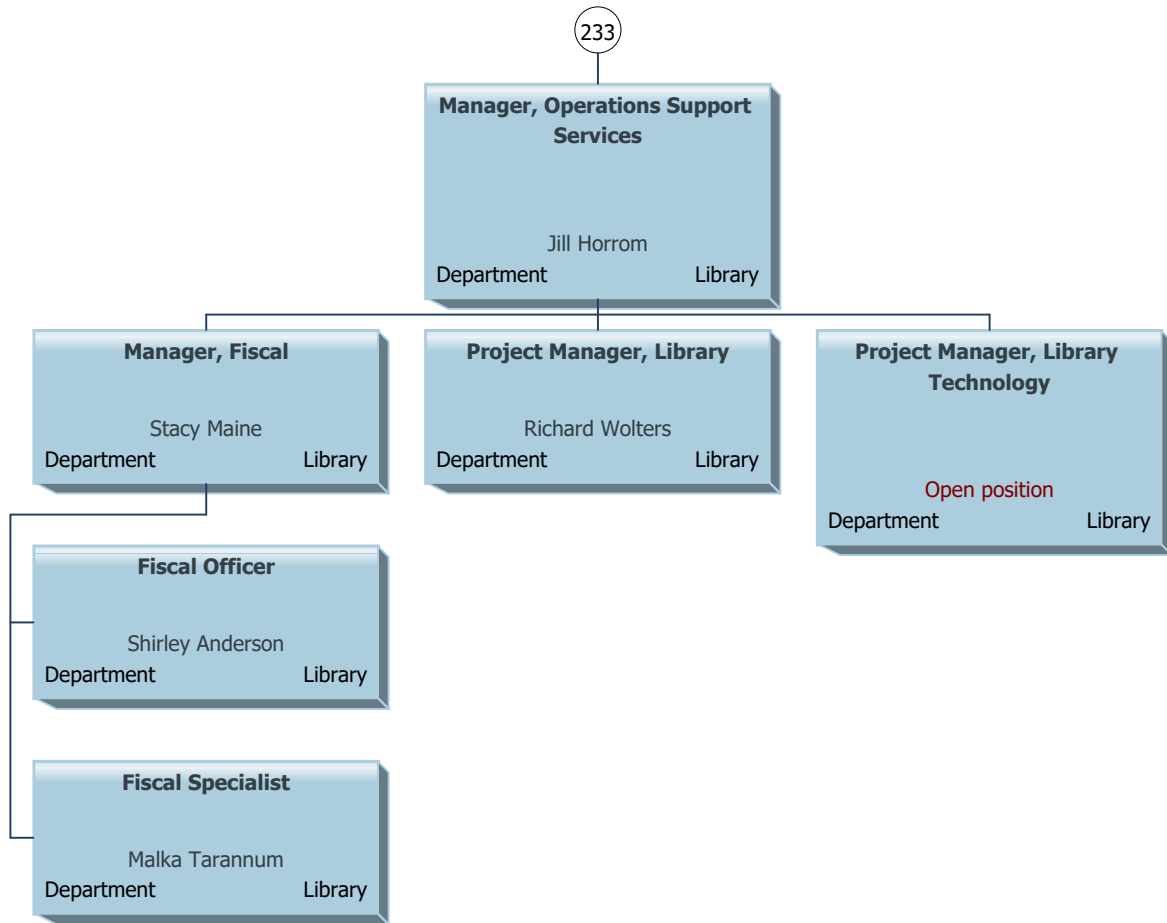 233
Manager, Operations Support
Services
Jill Horrom
Department Library
Manager, Fiscal
Stacy Maine
Department Library
Project Manager, Library
Richard Wolters
Department Library
Project Manager, Library
Technology
Open position
Department Library
Fiscal Officer
Shirley Anderson
Department Library
Fiscal Specialist
Malka Tarannum
Department Library